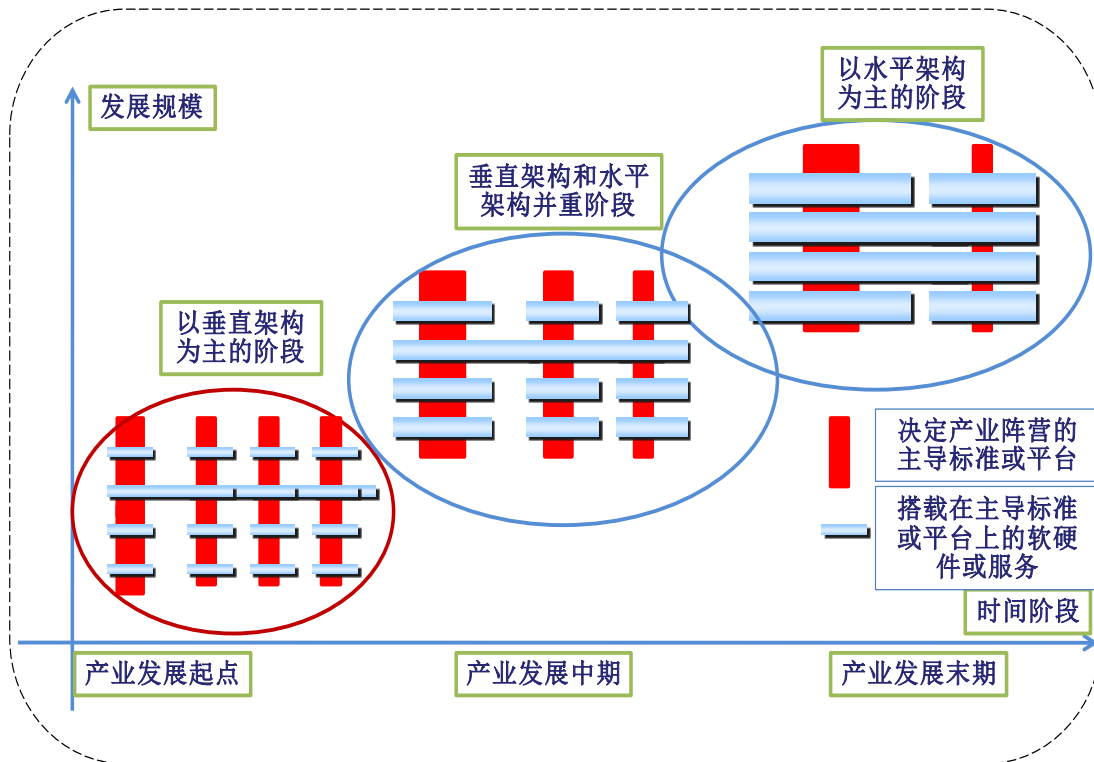 发展规模
以水平架构
为主的阶段
垂直架构和水平
架构并重阶段
以垂直架构
为主的阶段
决定产业阵营的
主导标准或平台
搭载在主导标准
或平台上的软硬
件或服务
时间阶段
产业发展起点
产业发展中期
产业发展末期